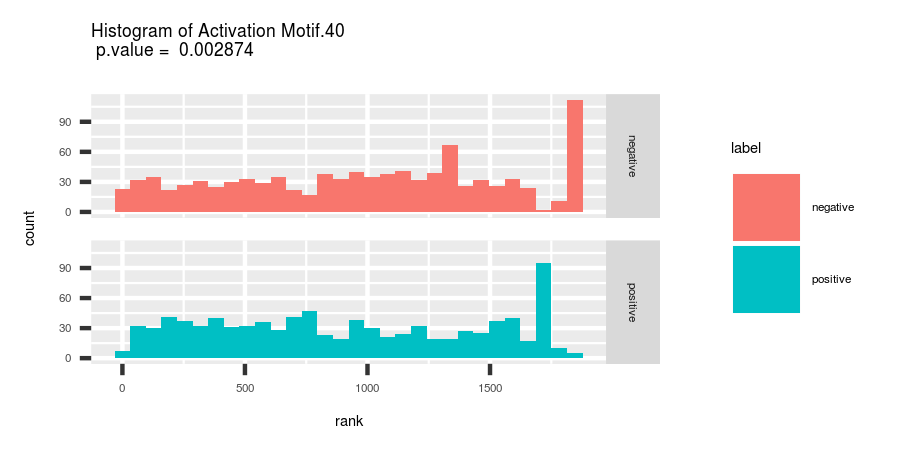 Histogram of Activation Motif.40
p.value = 0.002874
count
90
60
30
0
negative
90
60
30
0
positive
0 500 1000 1500
rank
label
negative
positive